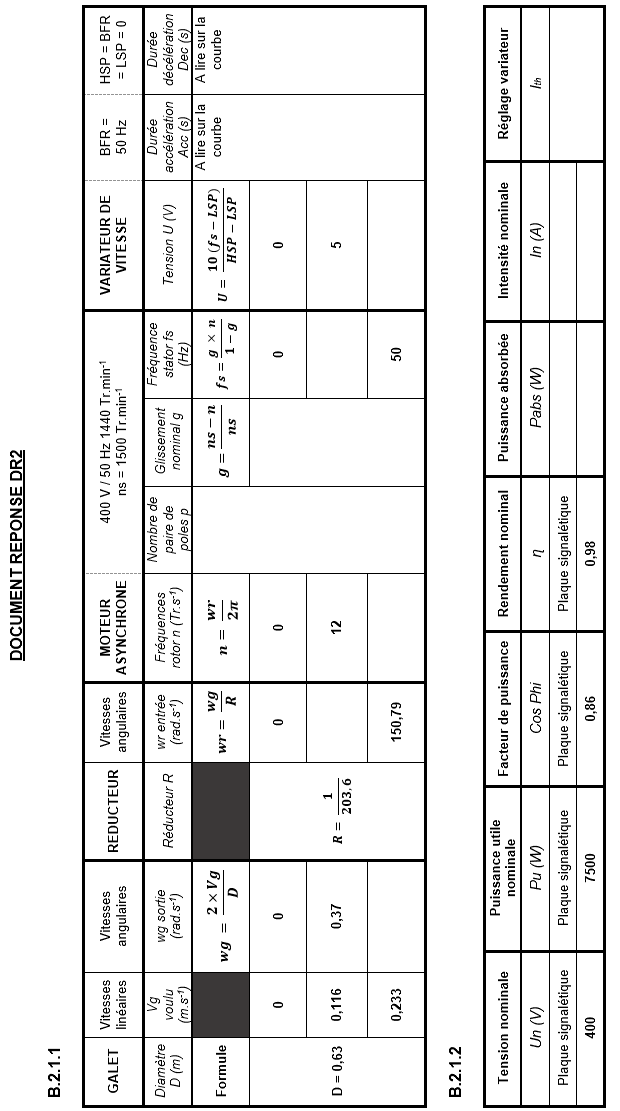 DOCUMENT REPONSE DR2
B.2.1.1
GALET
Vitesses linéaires
Vitesses angulaires
REDUCTEUR
Vitesses angulaires
MOTEUR ASYNCHRONE
400 V / 50 Hz 1440 Tr.min-1
ns = 1500 Tr.min-1
VARIATEUR DE VITESSE
BFR = 50 Hz
HSP = BFR = LSP = 0
Diamètre D (m)
Vg voulu (m.s-1)
wg sortie (rad.s-1)
Réducteur R
wr entrée (rad.s-1)
Fréquences rotor n (Tr.s-1)
Nombre de paire de poles p
Glissement nominal g
Fréquence stator fs (Hz)
Tension U (V)
Durée accélération Acc (s)
Durée décélération Dec (s)
Formule
wg = 2 × Vg / D
wr = wg / R
n = wr / 2π
g = ns − n / ns
fs = g × n / 1 − g
U = 10 (fs − LSP) / HSP − LSP
A lire sur la courbe
A lire sur la courbe
D = 0,63
0
0
R = 1 / 203,6
0
0
0
0
0,116
0,37
12
5
0,233
150,79
50
B.2.1.2
Tension nominale
Puissance utile nominale
Facteur de puissance
Rendement nominal
Puissance absorbée
Intensité nominale
Réglage variateur
Un (V)
Pu (W)
Cos Phi
η
Pabs (W)
In (A)
Ith
Plaque signalétique
Plaque signalétique
Plaque signalétique
Plaque signalétique
400
7500
0,86
0,98